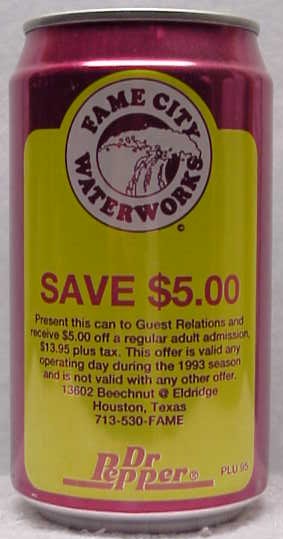 FAME CITY
WATERWORKS
©
SAVE $5.00
Present this can to Guest Relations and
receive $5.00 off a regular adult admission,
$13.95 plus tax. This offer is valid any
operating day during the 1993 season
and is not valid with any other offer.
13602 Beechnut @ Eldridge
Houston, Texas
713-530-FAME
Dr
Pepper®
PLU 95